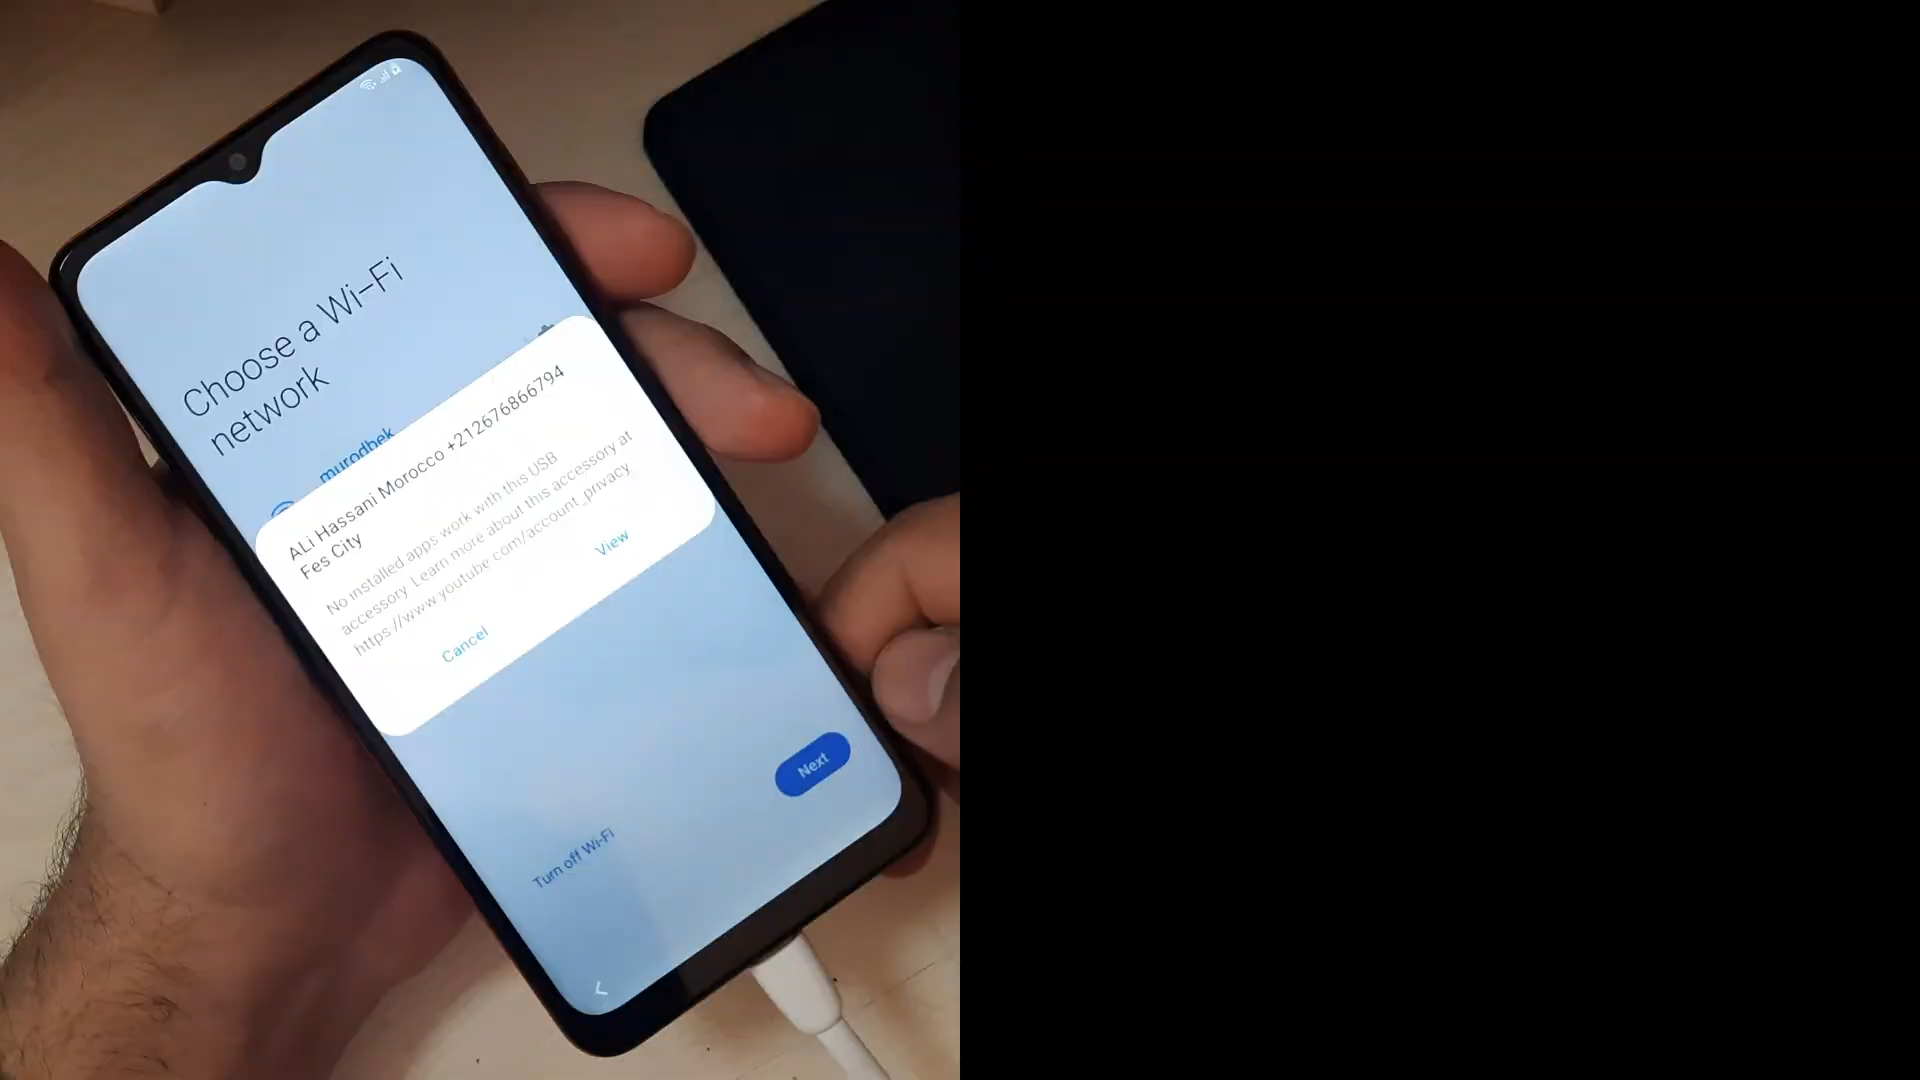 Choose a Wi-Fi
network
murodbek
ALi Hassani Morocco +212676866794
Fes City
No installed apps work with this USB
accessory. Learn more about this accessory at
https://www.youtube.com/account_privacy
Cancel
View
Next
Turn off Wi-Fi